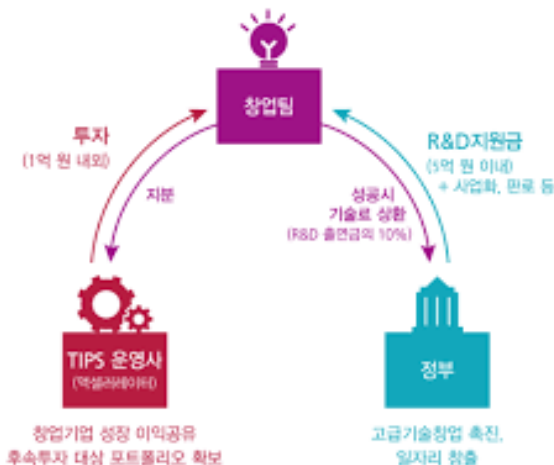 창업팀
투자
(1억 원 내외)
지분
성공시
기술료 상환
(R&D 출연금의 10%)
R&D지원금
(5억 원 이내)
+ 사업화, 판로 등
TIPS 운영사
(액셀러레이터)
창업기업 성장 이익공유
후속투자 대상 포트폴리오 확보
정부
고급기술창업 촉진,
일자리 창출